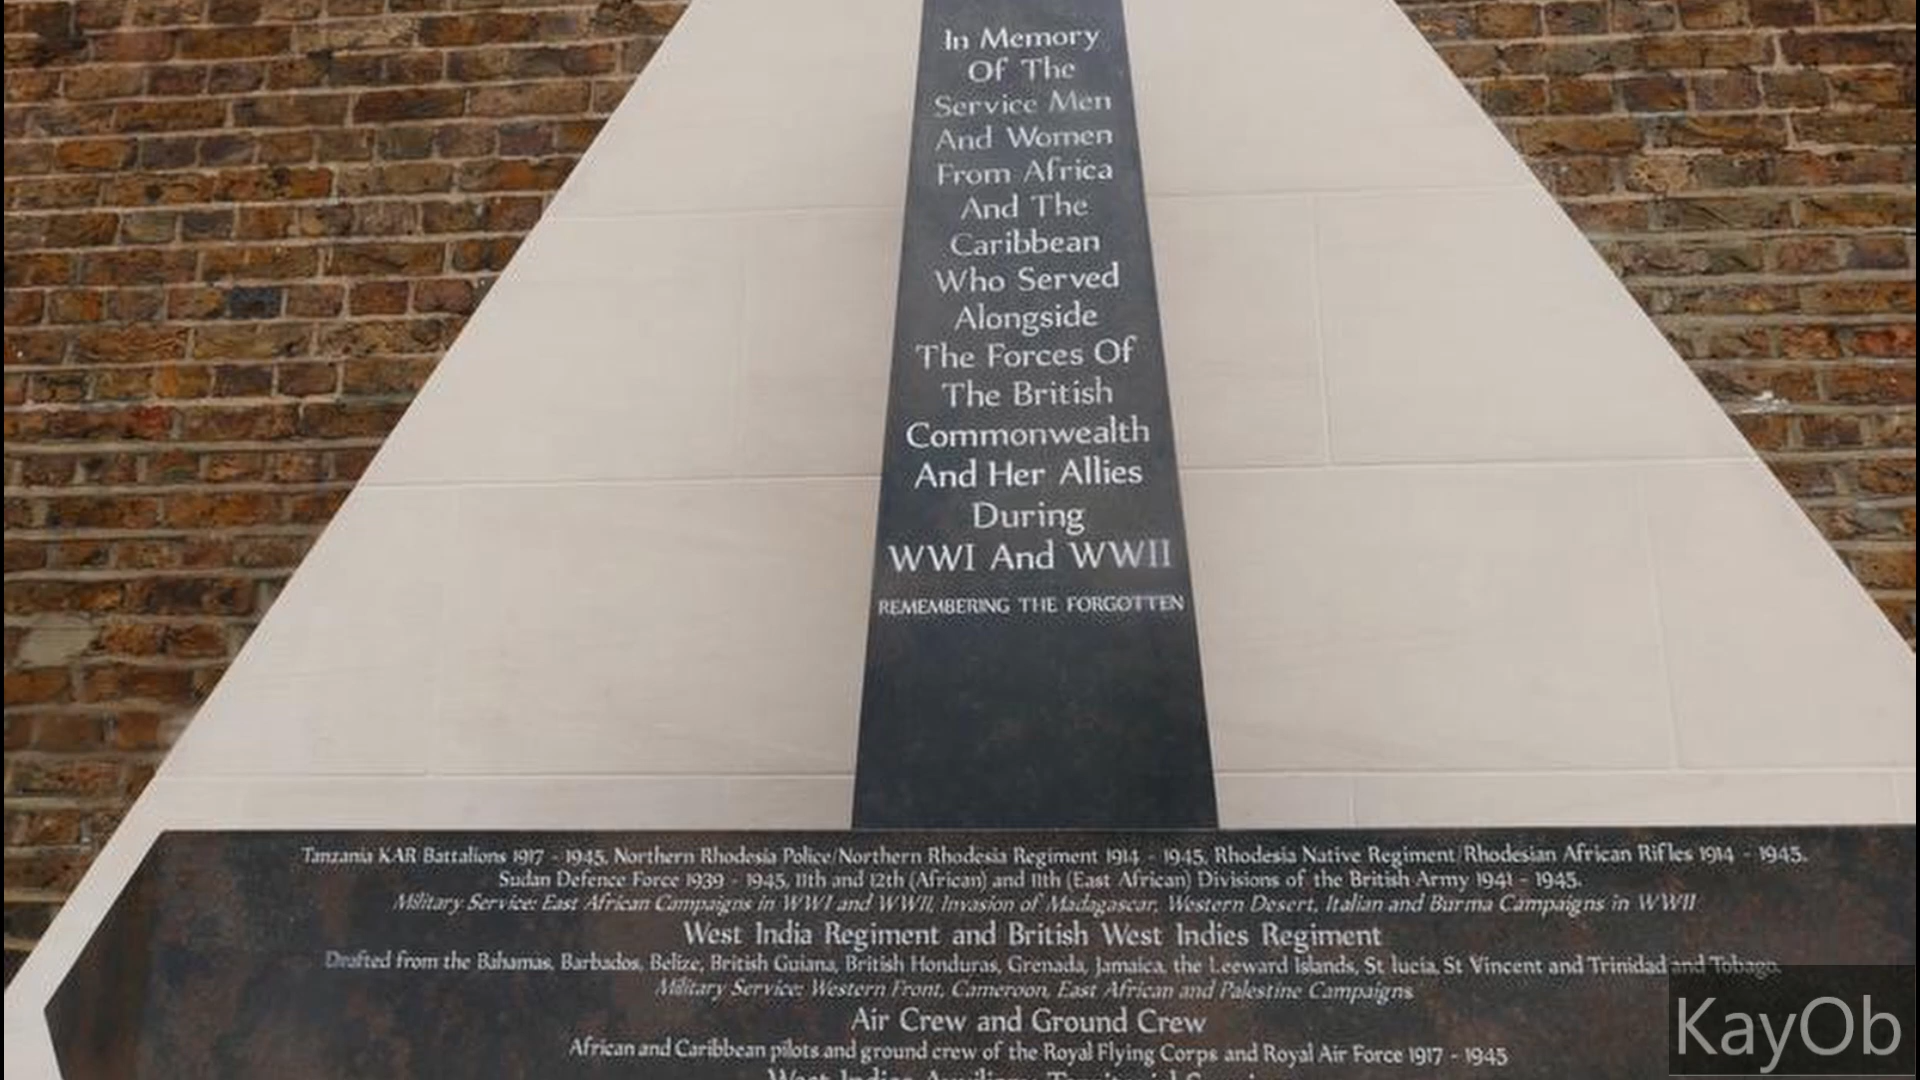 In Memory
Of The
Service Men
And Women
From Africa
And The
Caribbean
Who Served
Alongside
The Forces Of
The British
Commonwealth
And Her Allies
During
WWI And WWII
REMEMBERING THE FORGOTTEN
Tanzania KAR Battalions 1917 - 1945, Northern Rhodesia Police/Northern Rhodesia Regiment 1914 - 1945, Rhodesia Native Regiment/Rhodesian African Rifles 1914 - 1945.
Sudan Defence Force 1939 - 1945, 11th and 12th (African) and 11th (East African) Divisions of the British Army 1941 - 1945.
Military Service: East African Campaigns in WWI and WWII, Invasion of Madagascar, Western Desert, Italian and Burma Campaigns in WWII
West India Regiment and British West Indies Regiment
Drafted from the Bahamas, Barbados, Belize, British Guiana, British Honduras, Grenada, Jamaica, the Leeward Islands, St lucia, St Vincent and Trinidad and Tobago.
Military Service: Western Front, Cameroon, East African and Palestine Campaigns
Air Crew and Ground Crew
African and Caribbean pilots and ground crew of the Royal Flying Corps and Royal Air Force 1917 - 1945
KayOb